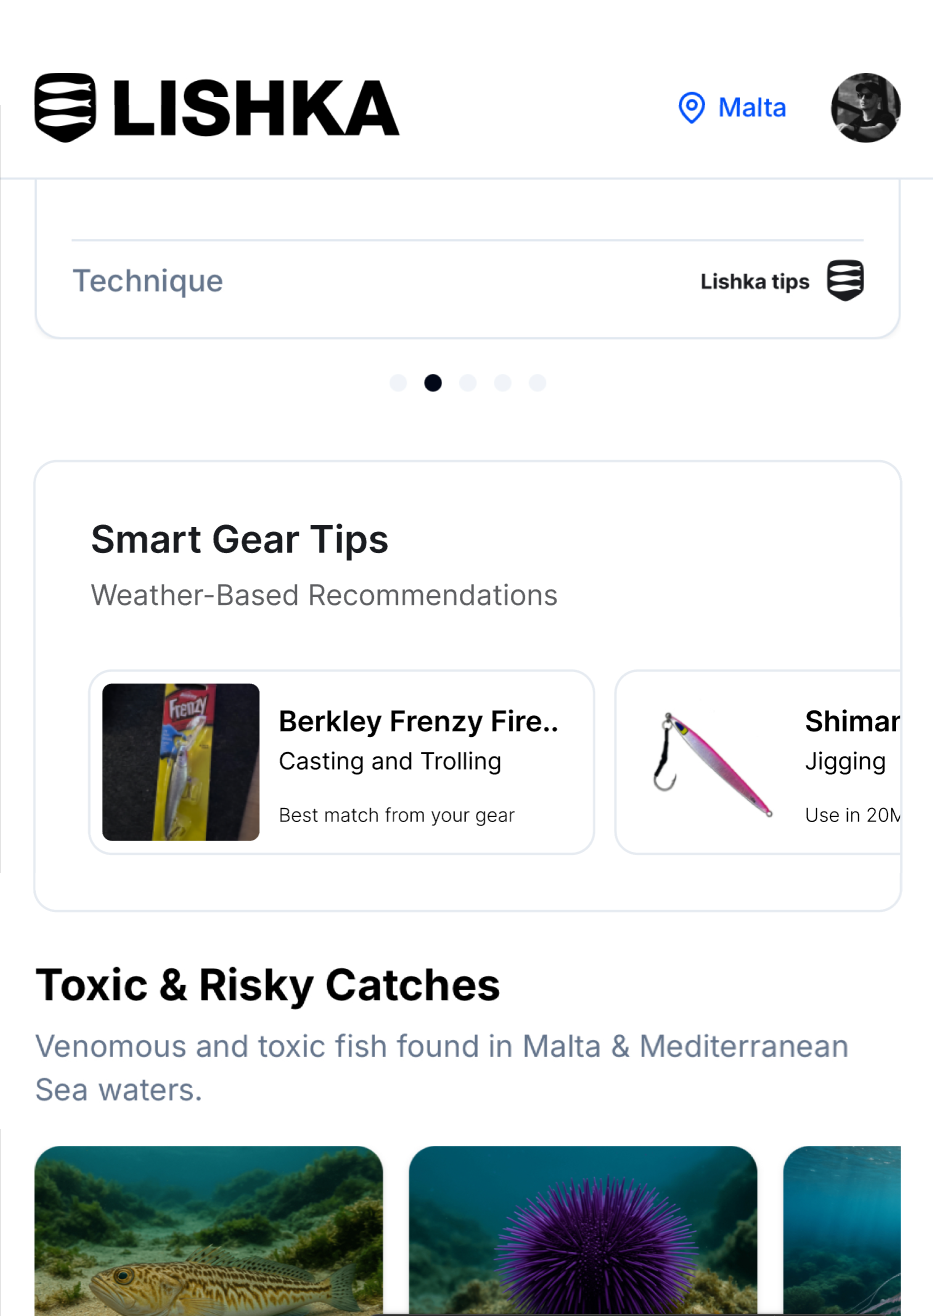 LISHKA
Malta
Technique
Lishka tips
Smart Gear Tips
Weather-Based Recommendations
Frenzy
Berkley Frenzy Fire..
Casting and Trolling
Best match from your gear
Shimar
Jigging
Use in 20M
Toxic & Risky Catches
Venomous and toxic fish found in Malta & Mediterranean
Sea waters.